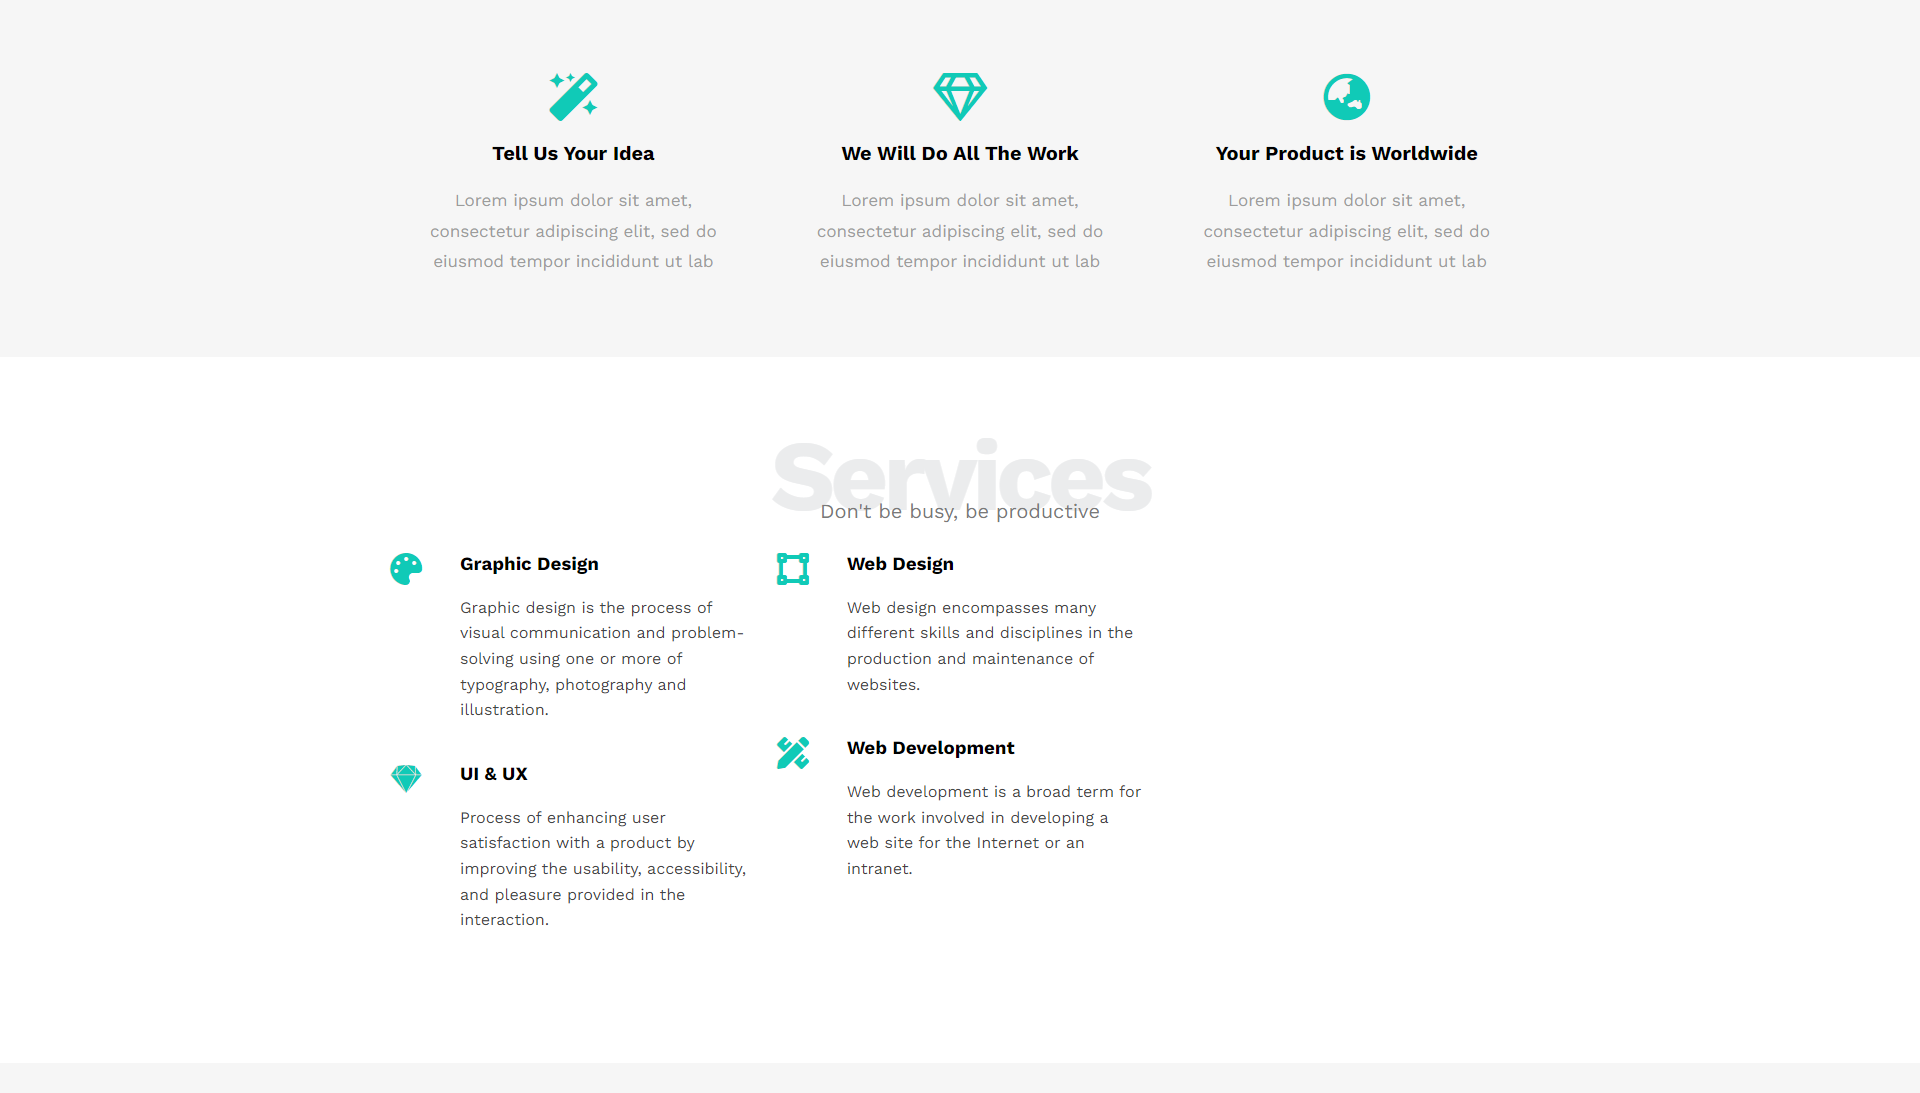 Tell Us Your Idea
Lorem ipsum dolor sit amet,
consectetur adipiscing elit, sed do
eiusmod tempor incididunt ut lab
We Will Do All The Work
Lorem ipsum dolor sit amet,
consectetur adipiscing elit, sed do
eiusmod tempor incididunt ut lab
Your Product is Worldwide
Lorem ipsum dolor sit amet,
consectetur adipiscing elit, sed do
eiusmod tempor incididunt ut lab
Services
Don't be busy, be productive
Graphic Design
Graphic design is the process of
visual communication and problem-
solving using one or more of
typography, photography and
illustration.
UI & UX
Process of enhancing user
satisfaction with a product by
improving the usability, accessibility,
and pleasure provided in the
interaction.
Web Design
Web design encompasses many
different skills and disciplines in the
production and maintenance of
websites.
Web Development
Web development is a broad term for
the work involved in developing a
web site for the Internet or an
intranet.